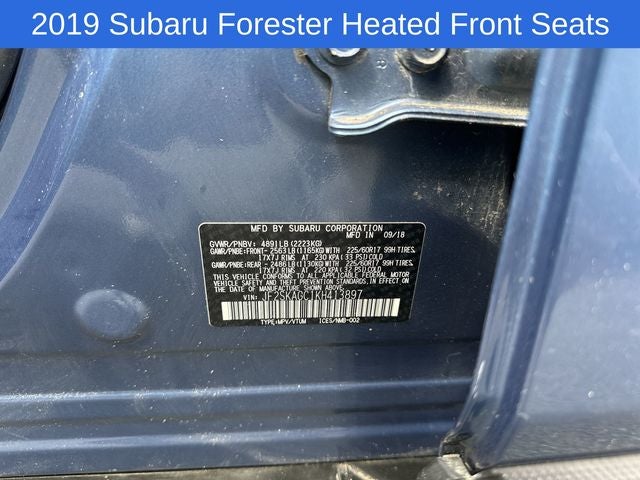 2019 Subaru Forester Heated Front Seats
MFD BY SUBARU CORPORATION
GVWR/PNBV: 4891LB(2223KG) MFD IN 09/18
GAWR/PNBE:FRONT- 2563LB(1165KG)WITH 225/60R17 99H TIRES,
17X7J RIMS AT 230 KPA(33 PSI)COLD
GAWR/PNBE:REAR - 2488LB(1130KG)WITH 225/60R17 99H TIRES,
17X7J RIMS AT 220 KPA(32 PSI)COLD
THIS VEHICLE CONFORMS TO ALL
APPLICABLE FEDERAL MOTOR
VEHICLE SAFETY AND BUMPER
STANDARDS IN EFFECT ON THE DATE
OF MANUFACTURE SHOWN ABOVE.
VIN: JF2SKAGC1KH413897
TYPE:MPV/VTUM ICES/NMB-002